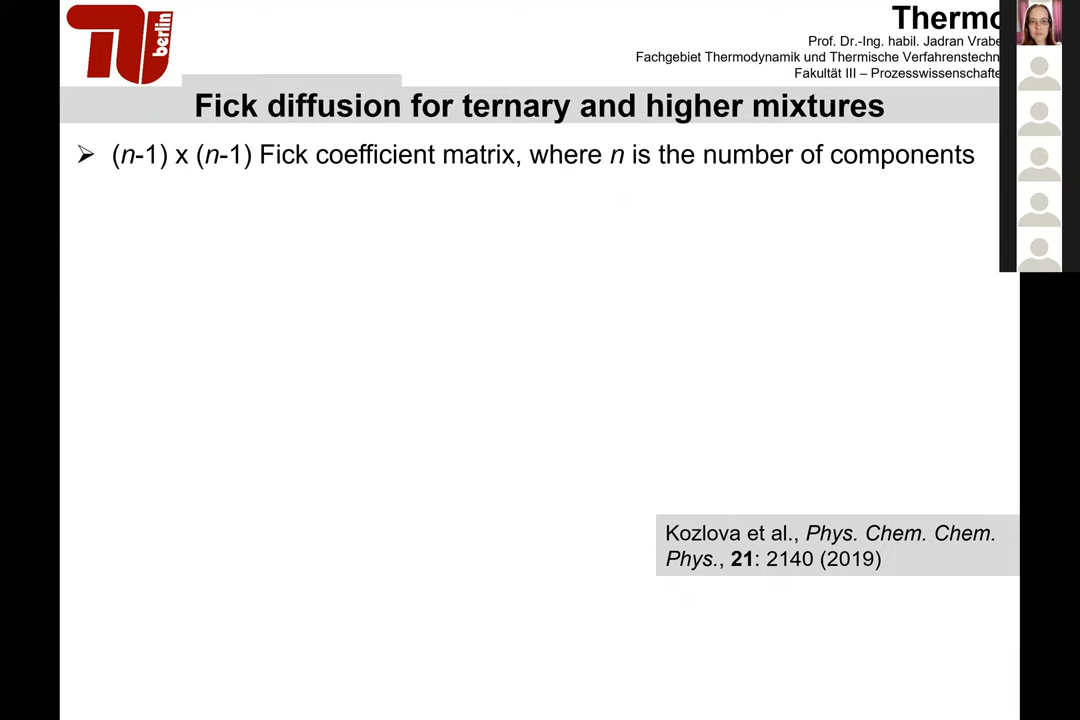 berlin
Thermo
Prof. Dr.-Ing. habil. Jadran Vrabe
Fachgebiet Thermodynamik und Thermische Verfahrenstechn
Fakultät III – Prozesswissenschafte
Fick diffusion for ternary and higher mixtures
➢ (n-1) x (n-1) Fick coefficient matrix, where n is the number of components
Kozlova et al., Phys. Chem. Chem.
Phys., 21: 2140 (2019)